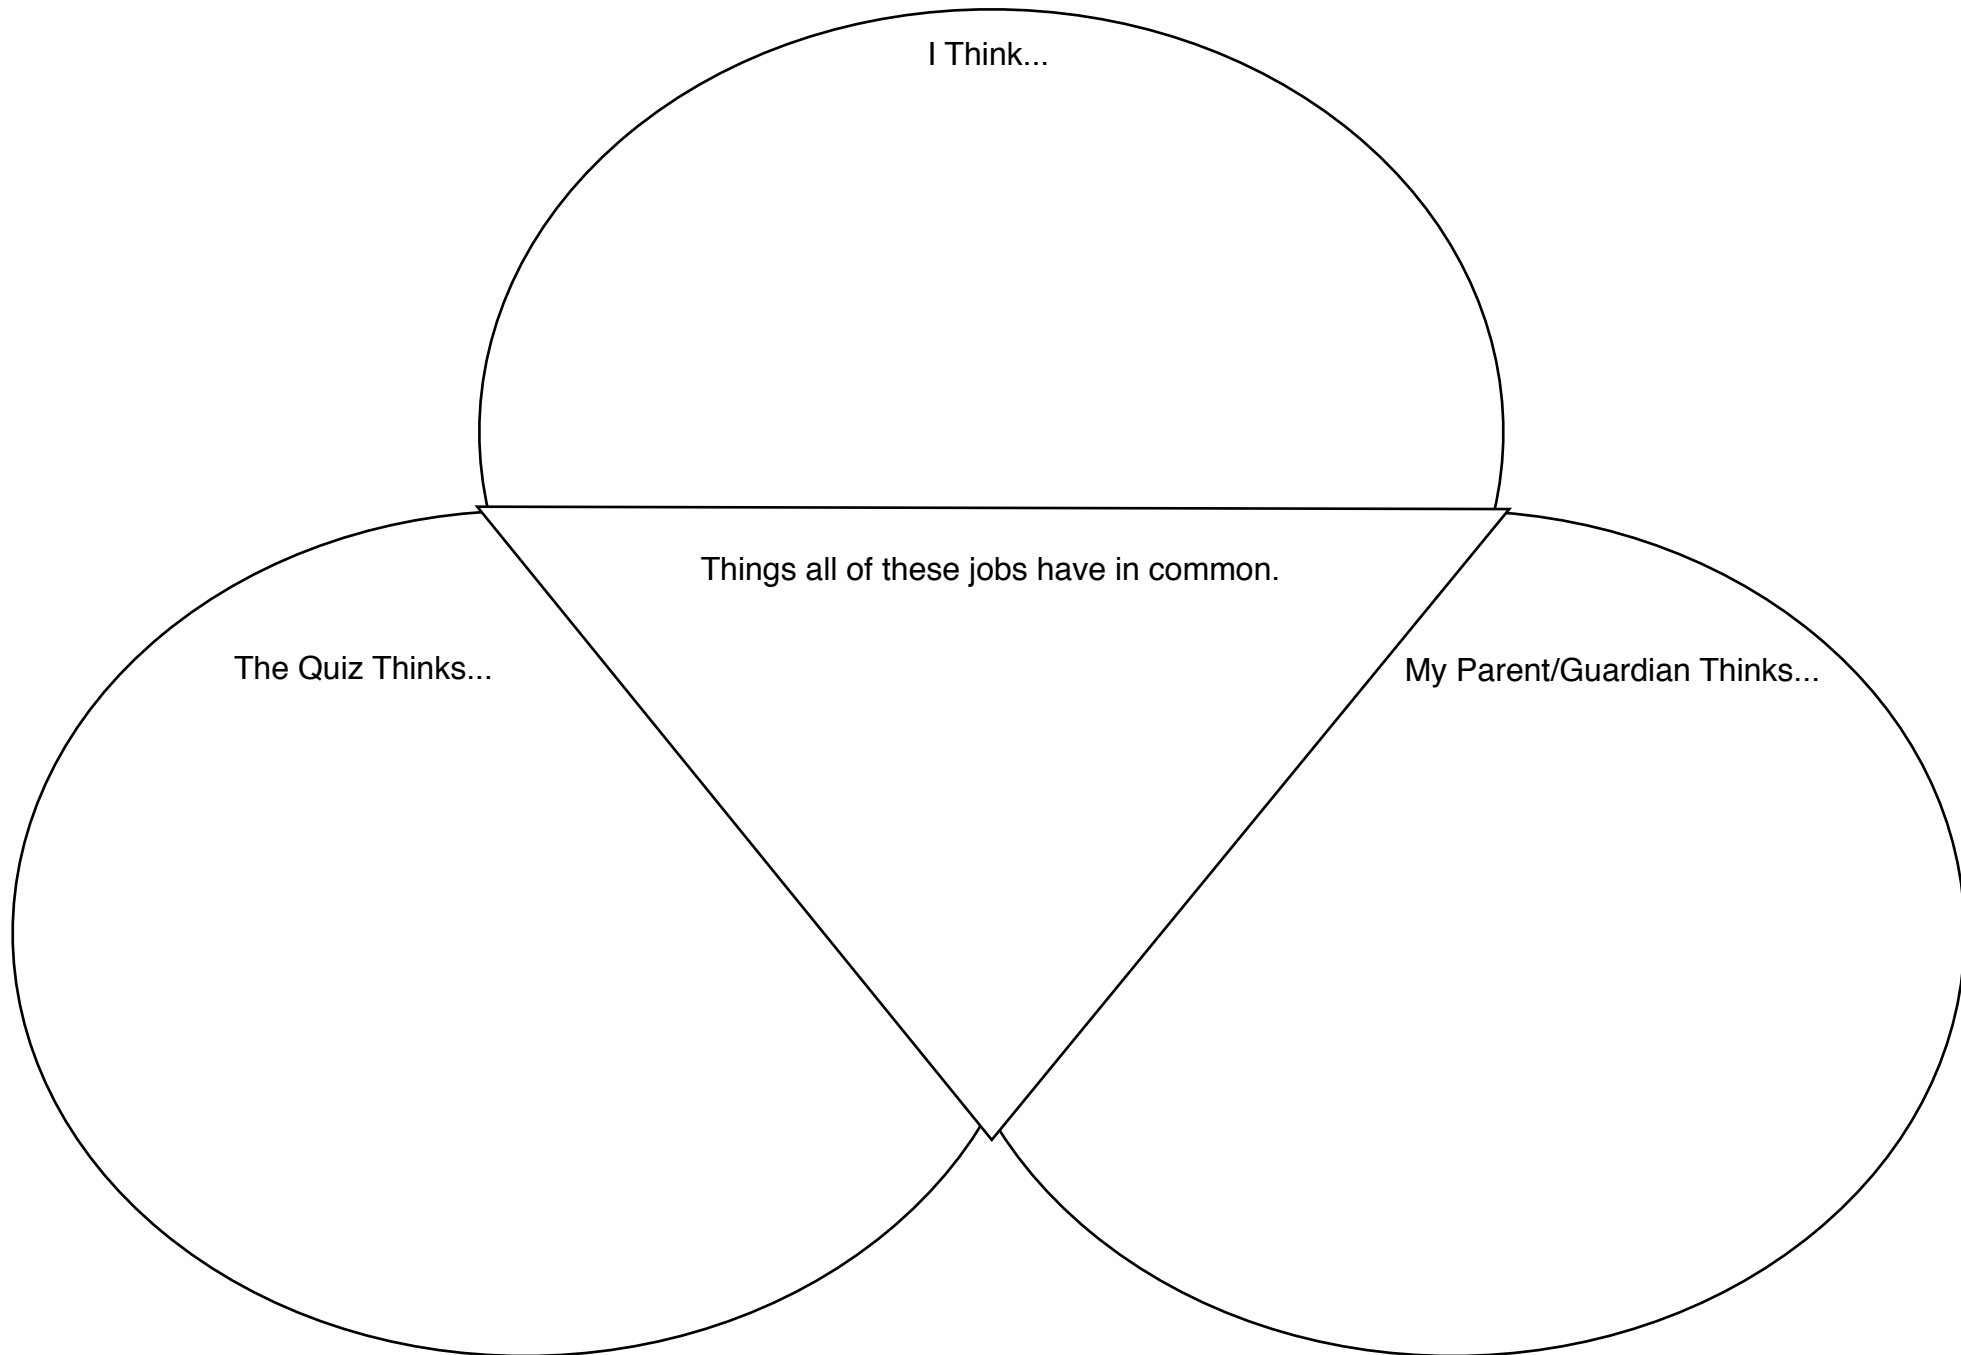 I Think...
Things all of these jobs have in common.
The Quiz Thinks...
My Parent/Guardian Thinks...